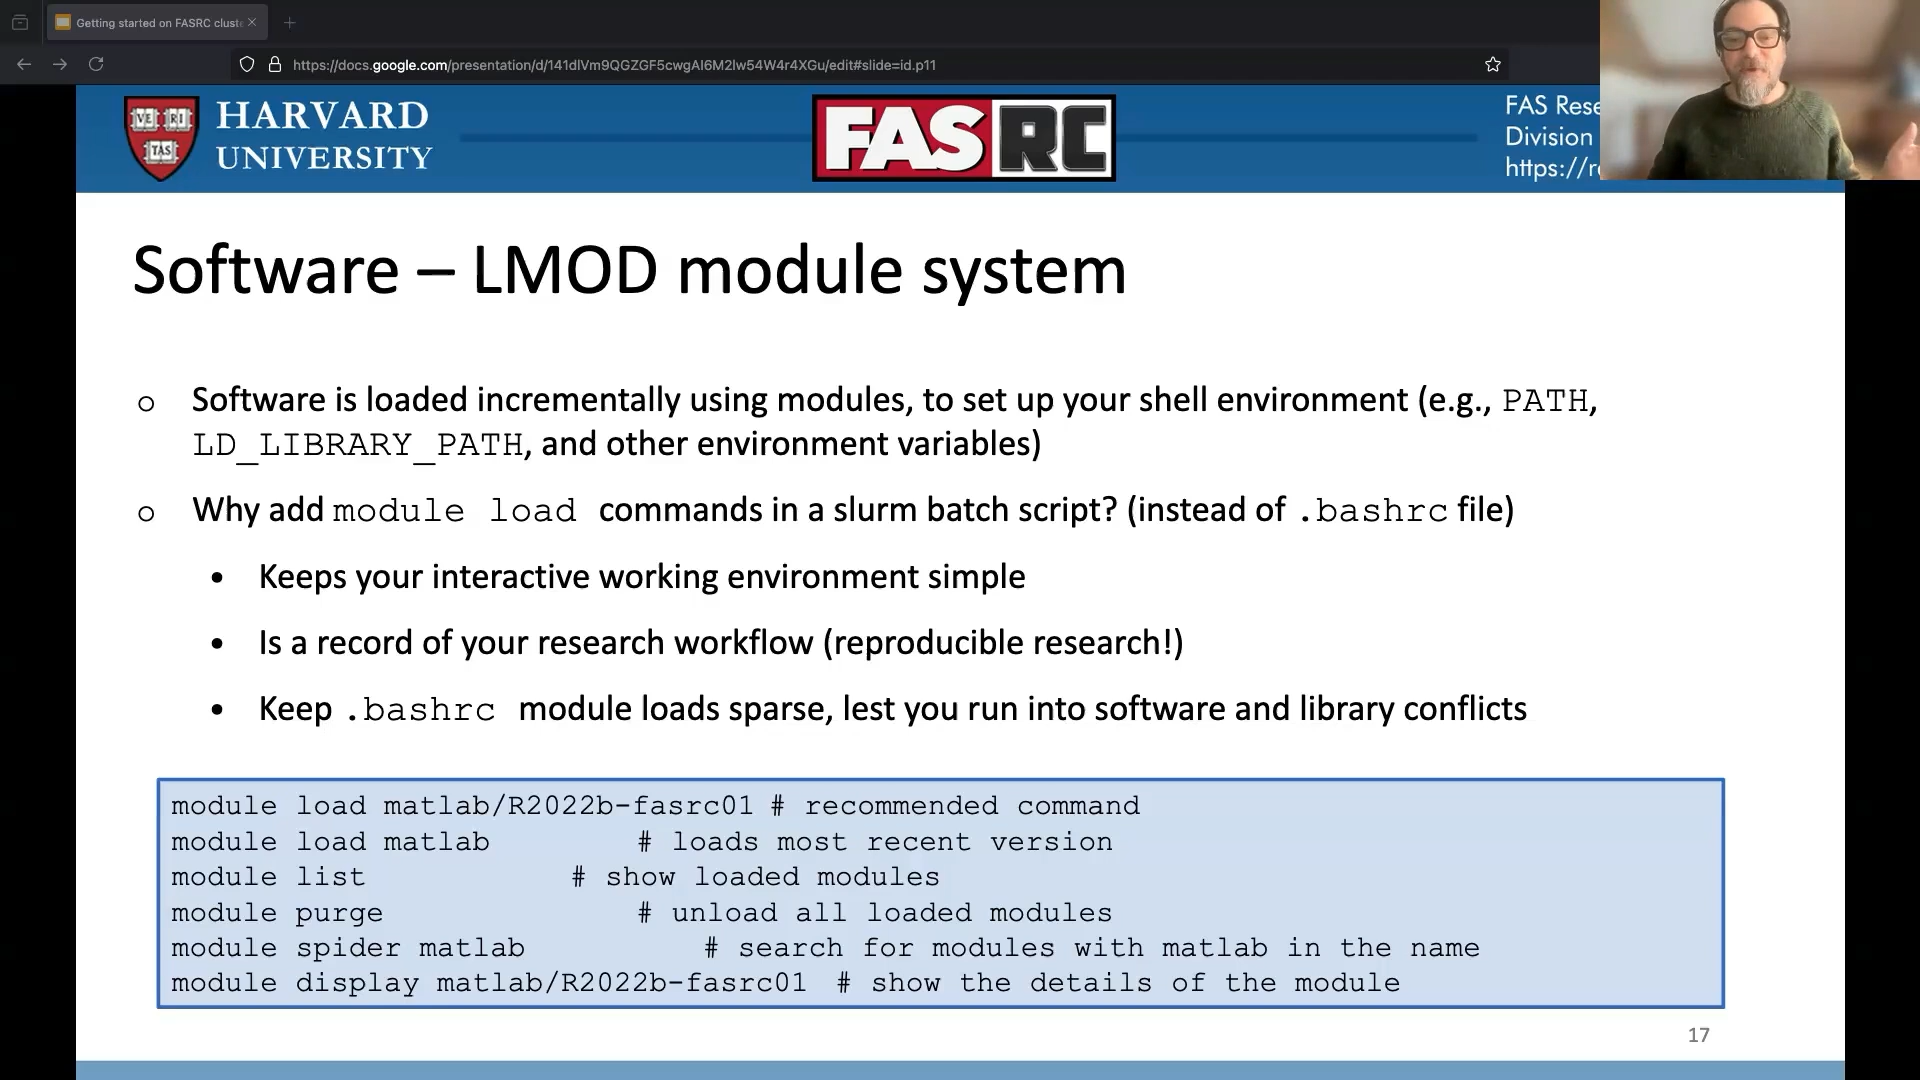 Getting started on FASRC clust
https://docs.google.com/presentation/d/141dlVm9QGZGF5cwgAI6M2lw54W4r4XGu/edit#slide=id.p11
VE RI
TAS
HARVARD
UNIVERSITY
FASRC
FAS Rese
Division
https://r
Software – LMOD module system
o Software is loaded incrementally using modules, to set up your shell environment (e.g., PATH,
LD_LIBRARY_PATH, and other environment variables)
o Why add module load commands in a slurm batch script? (instead of .bashrc file)
• Keeps your interactive working environment simple
• Is a record of your research workflow (reproducible research!)
• Keep .bashrc module loads sparse, lest you run into software and library conflicts
module load matlab/R2022b-fasrc01 # recommended command
module load matlab # loads most recent version
module list # show loaded modules
module purge # unload all loaded modules
module spider matlab # search for modules with matlab in the name
module display matlab/R2022b-fasrc01 # show the details of the module
17